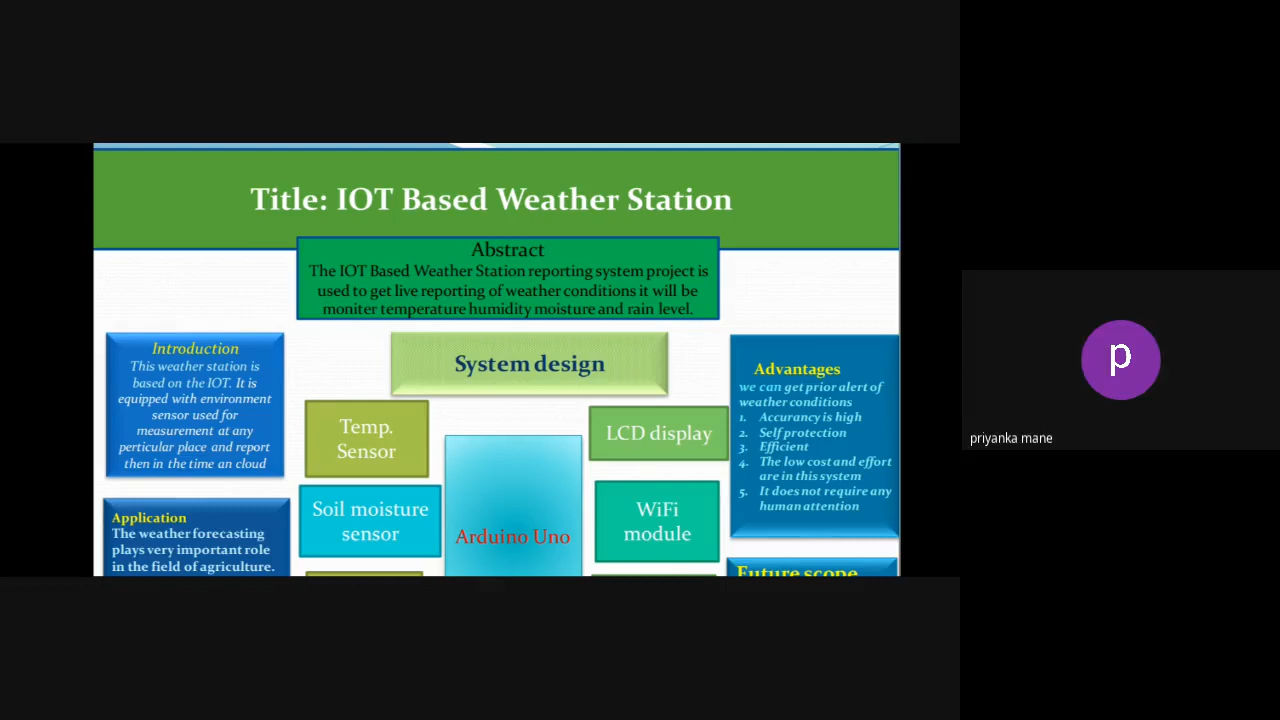 Title: IOT Based Weather Station
Abstract
The IOT Based Weather Station reporting system project is
used to get live reporting of weather conditions it will be
moniter temperature humidity moisture and rain level.
Introduction
This weather station is
based on the IOT. It is
equipped with environment
sensor used for
measurement at any
perticular place and report
then in the time an cloud
Application
The weather forecasting
plays very important role
in the field of agriculture.
System design
Temp.
Sensor
Soil moisture
sensor
Arduino Uno
LCD display
WiFi
module
Advantages
we can get prior alert of
weather conditions
1. Accurancy is high
2. Self protection
3. Efficient
4. The low cost and effort
are in this system
5. It does not require any
human attention
Future scope
p
priyanka mane